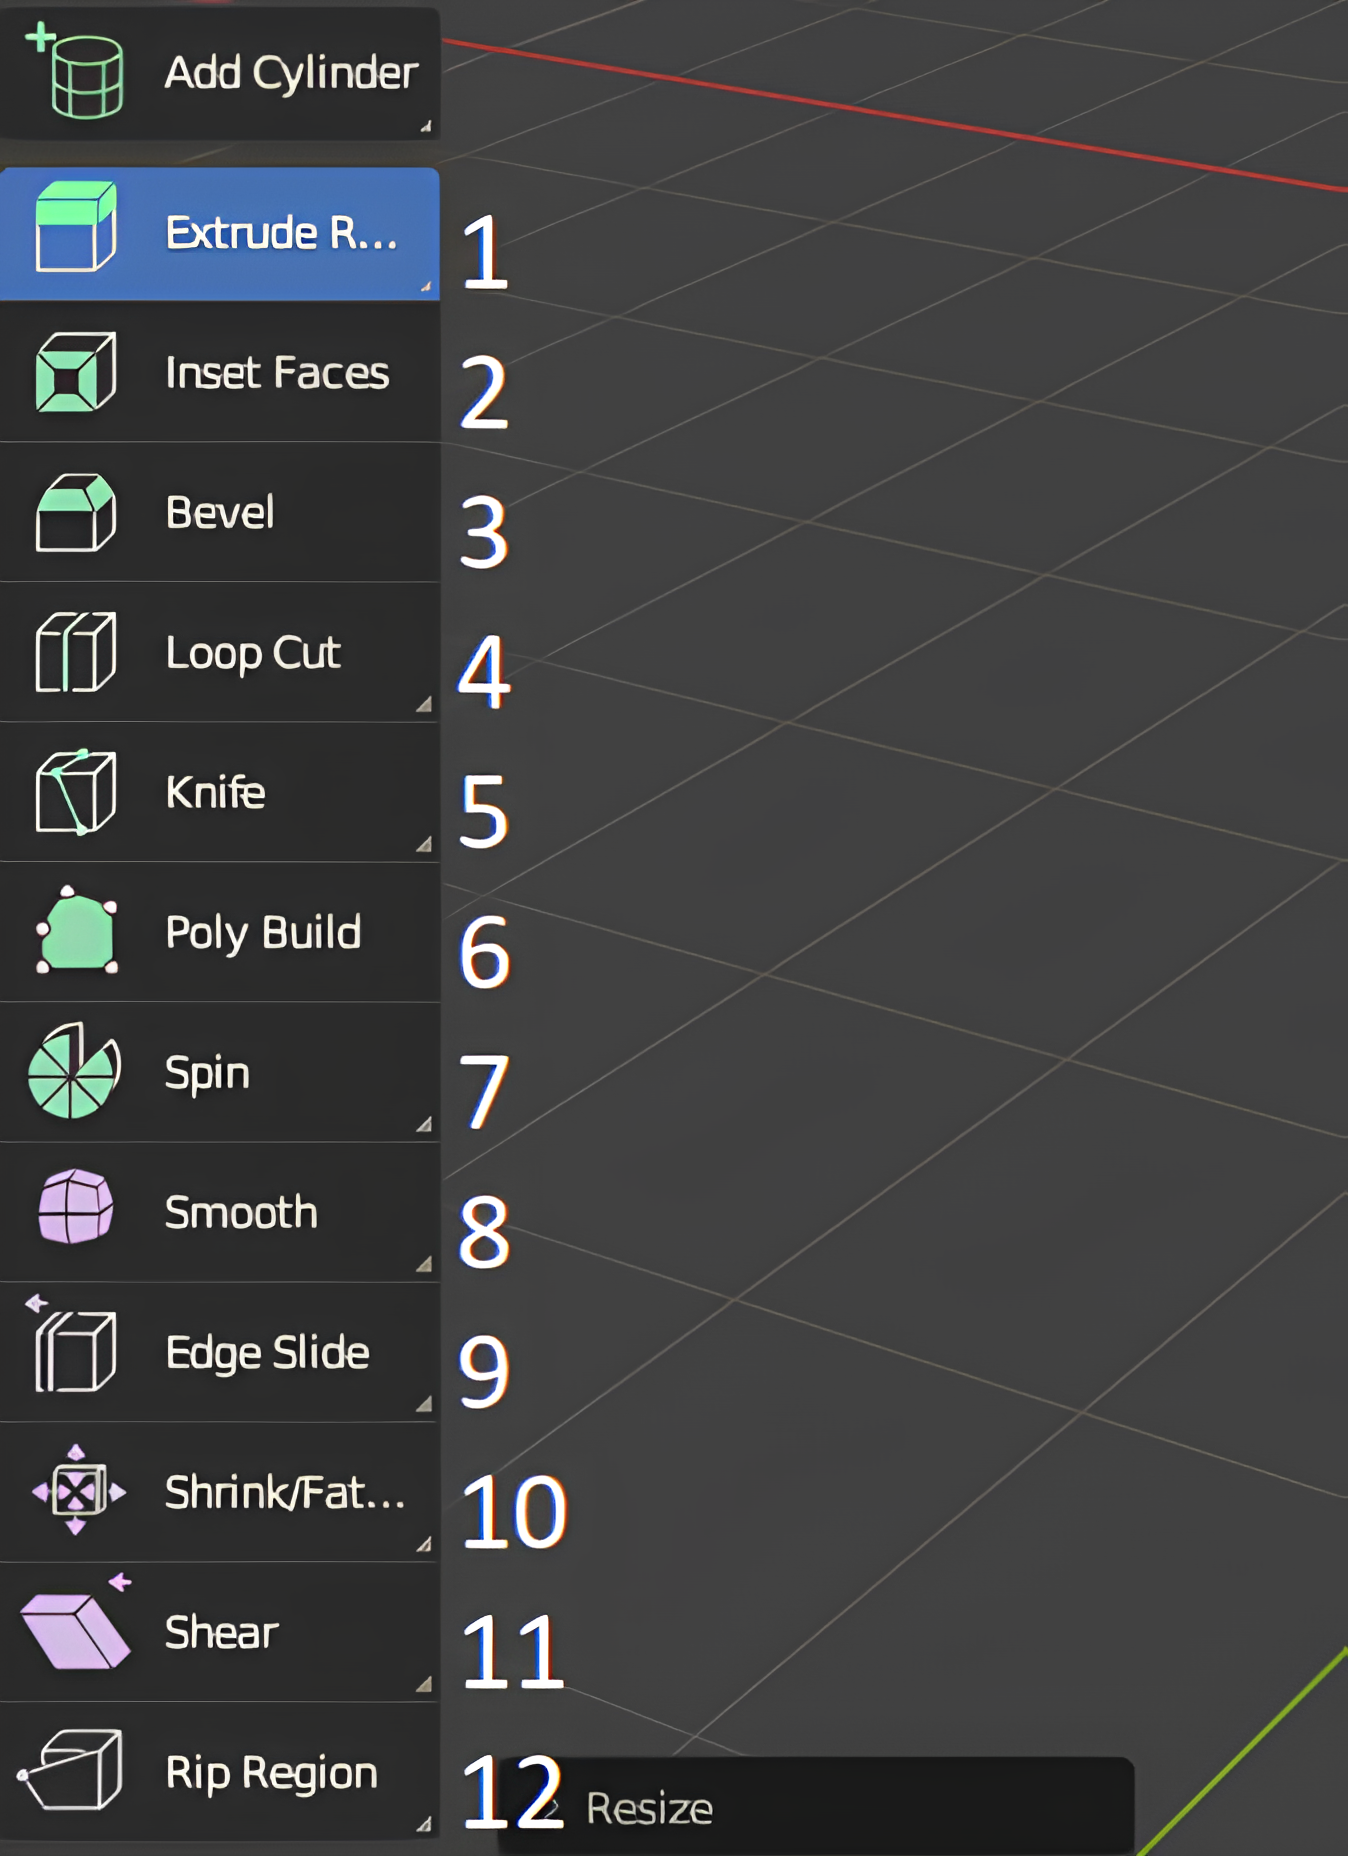 Add Cylinder
Extrude R... 1
Inset Faces 2
Bevel 3
Loop Cut 4
Knife 5
Poly Build 6
Spin 7
Smooth 8
Edge Slide 9
Shrink/Fat... 10
Shear 11
Rip Region 12
Resize